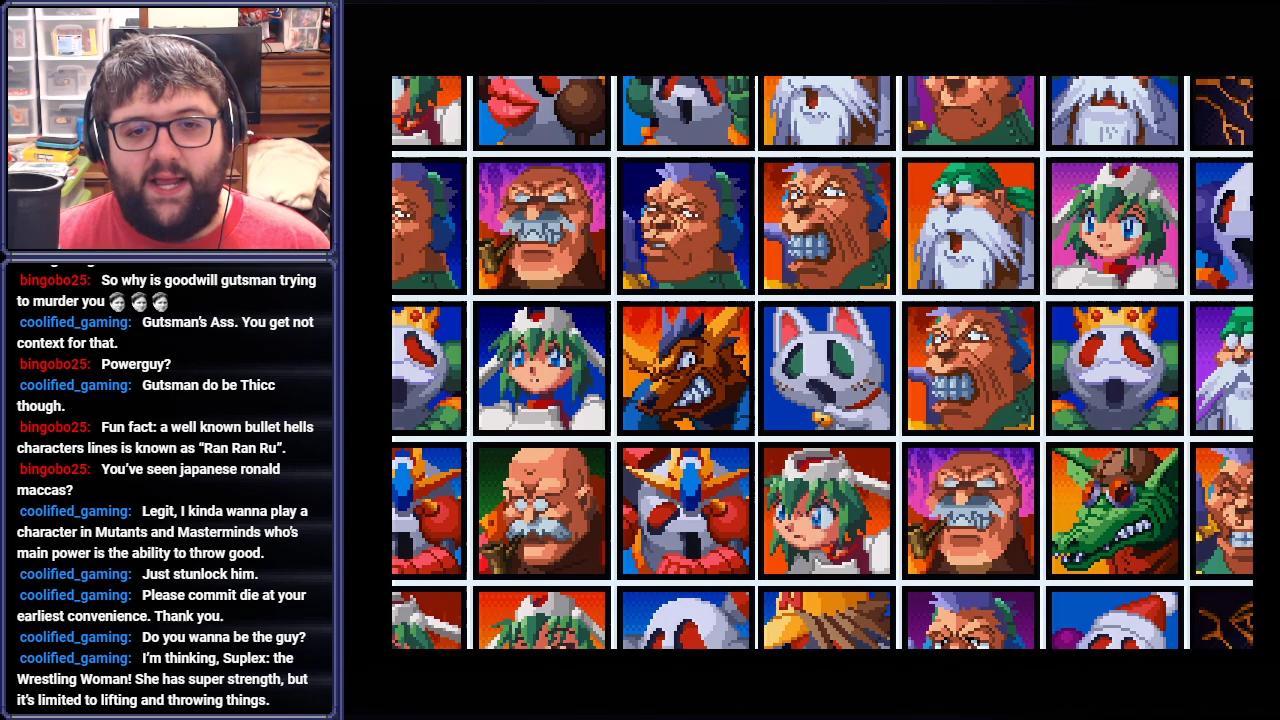 bingobo25: So why is goodwill gutsman trying
to murder you
coolified_gaming: Gutsman's Ass. You get not
context for that.
bingobo25: Powerguy?
coolified_gaming: Gutsman do be Thicc
though.
bingobo25: Fun fact: a well known bullet hells
characters lines is known as “Ran Ran Ru”.
bingobo25: You've seen japanese ronald
maccas?
coolified_gaming: Legit, I kinda wanna play a
character in Mutants and Masterminds who's
main power is the ability to throw good.
coolified_gaming: Just stunlock him.
coolified_gaming: Please commit die at your
earliest convenience. Thank you.
coolified_gaming: Do you wanna be the guy?
coolified_gaming: I'm thinking, Suplex: the
Wrestling Woman! She has super strength, but
it's limited to lifting and throwing things.